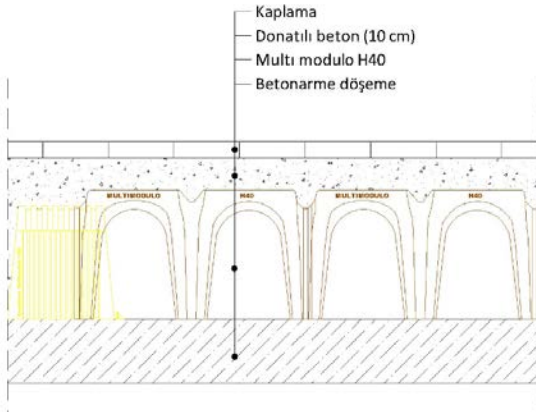 Kaplama
Donatılı beton (10 cm)
Multı modulo H40
Betonarme döşeme
MULTIMODULO H40 MULTIMODULO H40